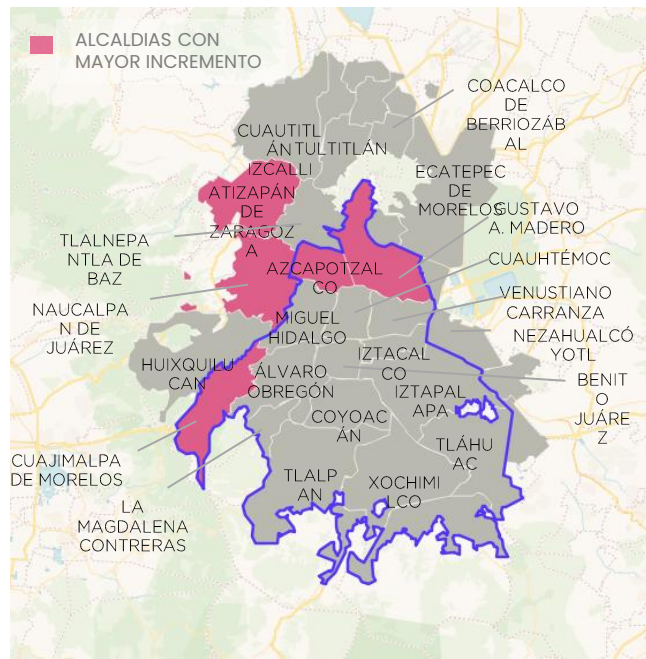 ALCALDIAS CON
MAYOR INCREMENTO
COACALCO
DE
BERRIOZÁB
AL
CUAUTITL
ÁN
IZCALLI
TULTITLÁN
ECATEPEC
DE
MORELOS
ATIZAPÁN
DE
ZARAGOZ
A
GUSTAVO
A. MADERO
TLALNEPA
NTLA DE
BAZ
AZCAPOTZAL
CO
CUAUHTÉMOC
VENUSTIANO
CARRANZA
NAUCALPA
N DE
JUÁREZ
MIGUEL
HIDALGO
NEZAHUALCÓ
YOTL
HUIXQUILU
CAN
ÁLVARO
OBREGÓN
IZTACAL
CO
BENIT
O
JUÁRE
Z
IZTAPAL
APA
COYOAC
ÁN
TLÁHU
AC
CUAJIMALPA
DE MORELOS
TLALP
AN
XOCHIMI
LCO
LA
MAGDALENA
CONTRERAS